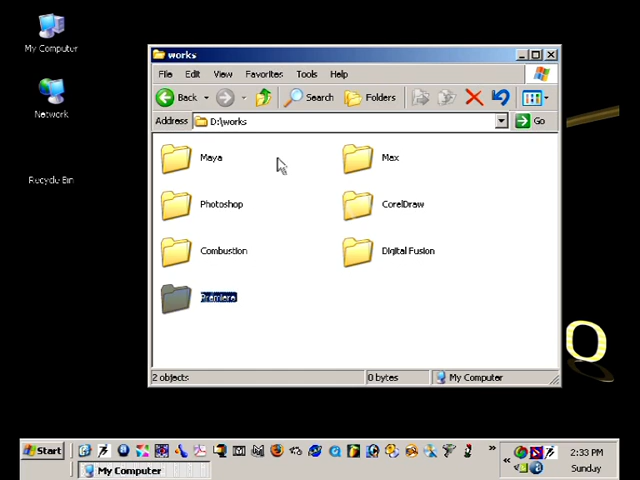 My Computer
Network
Recycle Bin
works
File Edit View Favorites Tools Help
Back Search Folders
Address D:\works Go
Maya Max
Photoshop CorelDraw
Combustion Digital Fusion
Premiere
2 objects 0 bytes My Computer
O
Start 2:33 PM
My Computer Sunday